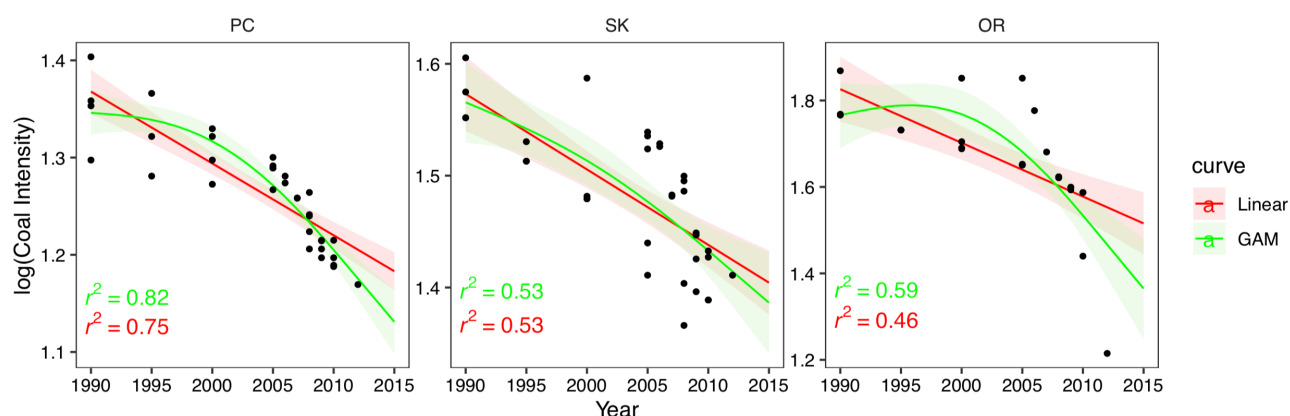 PC
SK
OR
log(Coal Intensity)
1.4
1.3
1.2
1.1
r² = 0.82
r² = 0.75
1990 1995 2000 2005 2010 2015
1.6
1.5
1.4
r² = 0.53
r² = 0.53
1990 1995 2000 2005 2010 2015
1.8
1.6
1.4
1.2
r² = 0.59
r² = 0.46
1990 1995 2000 2005 2010 2015
Year
curve
a Linear
a GAM